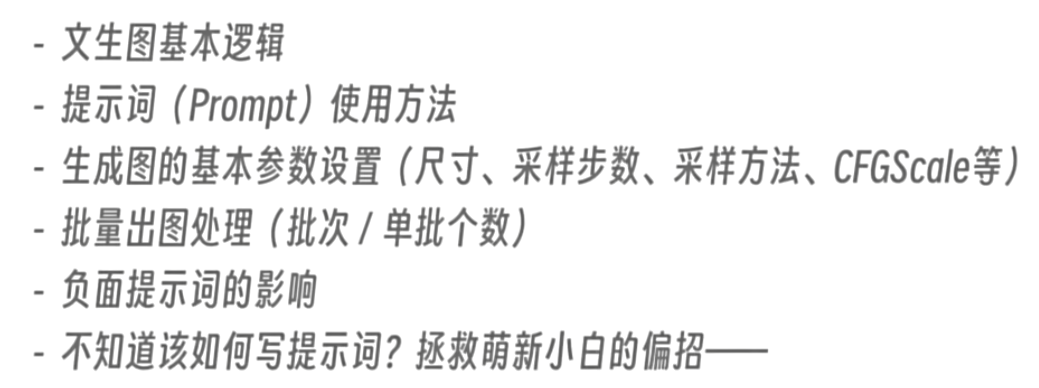 - 文生图基本逻辑
- 提示词（Prompt）使用方法
- 生成图的基本参数设置（尺寸、采样步数、采样方法、CFGScale等）
- 批量出图处理（批次 / 单批个数）
- 负面提示词的影响
- 不知道该如何写提示词？拯救萌新小白的偏招——